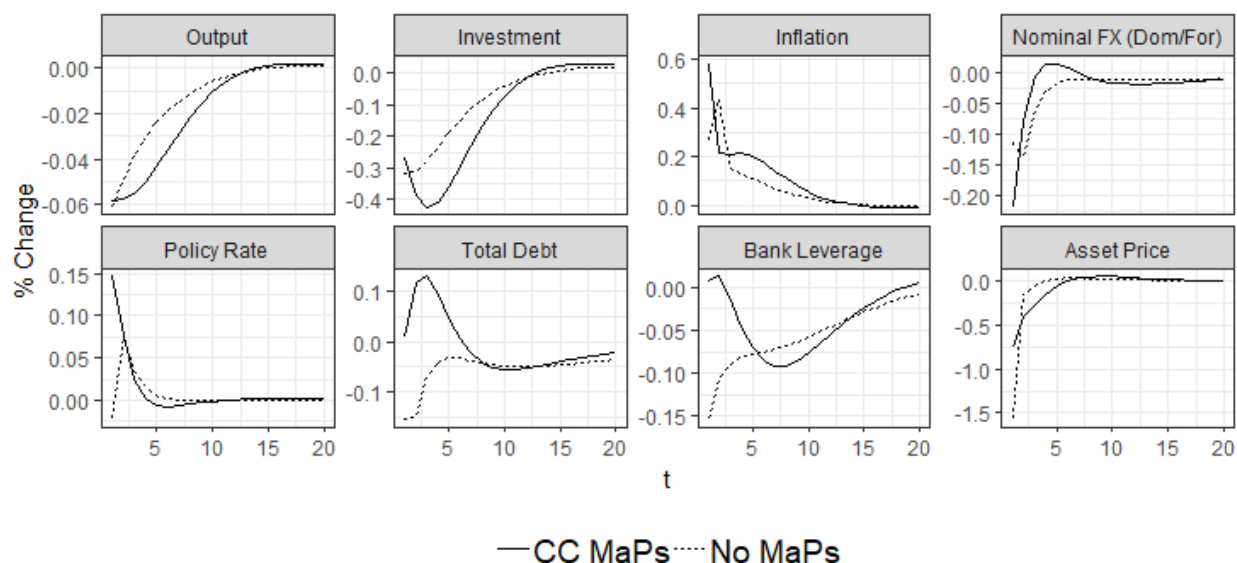 Output Investment Inflation Nominal FX (Dom/For)
0.00 0.0 0.6 0.00
-0.02 -0.1 0.4 -0.05
-0.04 -0.2 0.2 -0.10
-0.06 -0.3 0.0 -0.15
-0.4 -0.20
% Change
Policy Rate Total Debt Bank Leverage Asset Price
0.15 0.1 0.00 0.0
0.10 0.0 -0.05 -0.5
0.05 -0.1 -0.10 -1.0
0.00 -0.15 -1.5
5 10 15 20 5 10 15 20 5 10 15 20 5 10 15 20
t
CC MaPs No MaPs